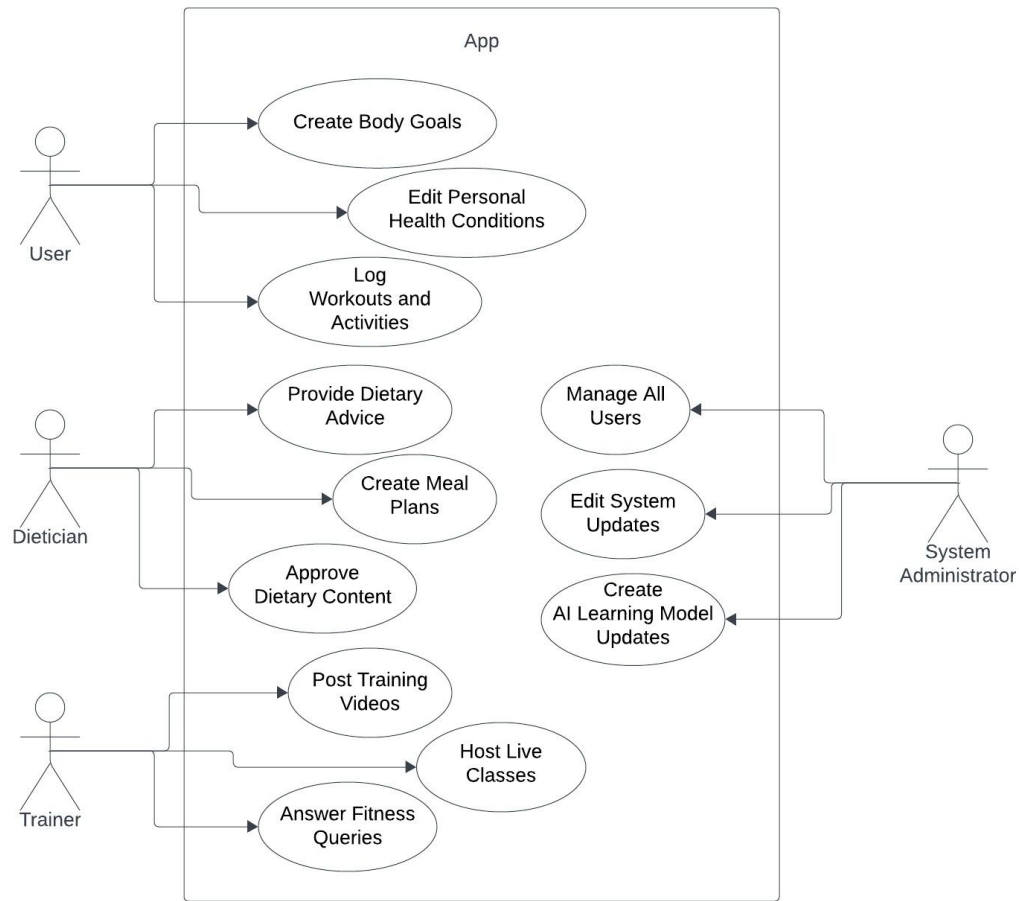 App
Create Body Goals
Edit Personal
Health Conditions
User
Log
Workouts and
Activities
Provide Dietary
Advice
Manage All
Users
Create Meal
Plans
Edit System
Updates
Dietician
System
Administrator
Approve
Dietary Content
Create
AI Learning Model
Updates
Post Training
Videos
Host Live
Classes
Trainer
Answer Fitness
Queries